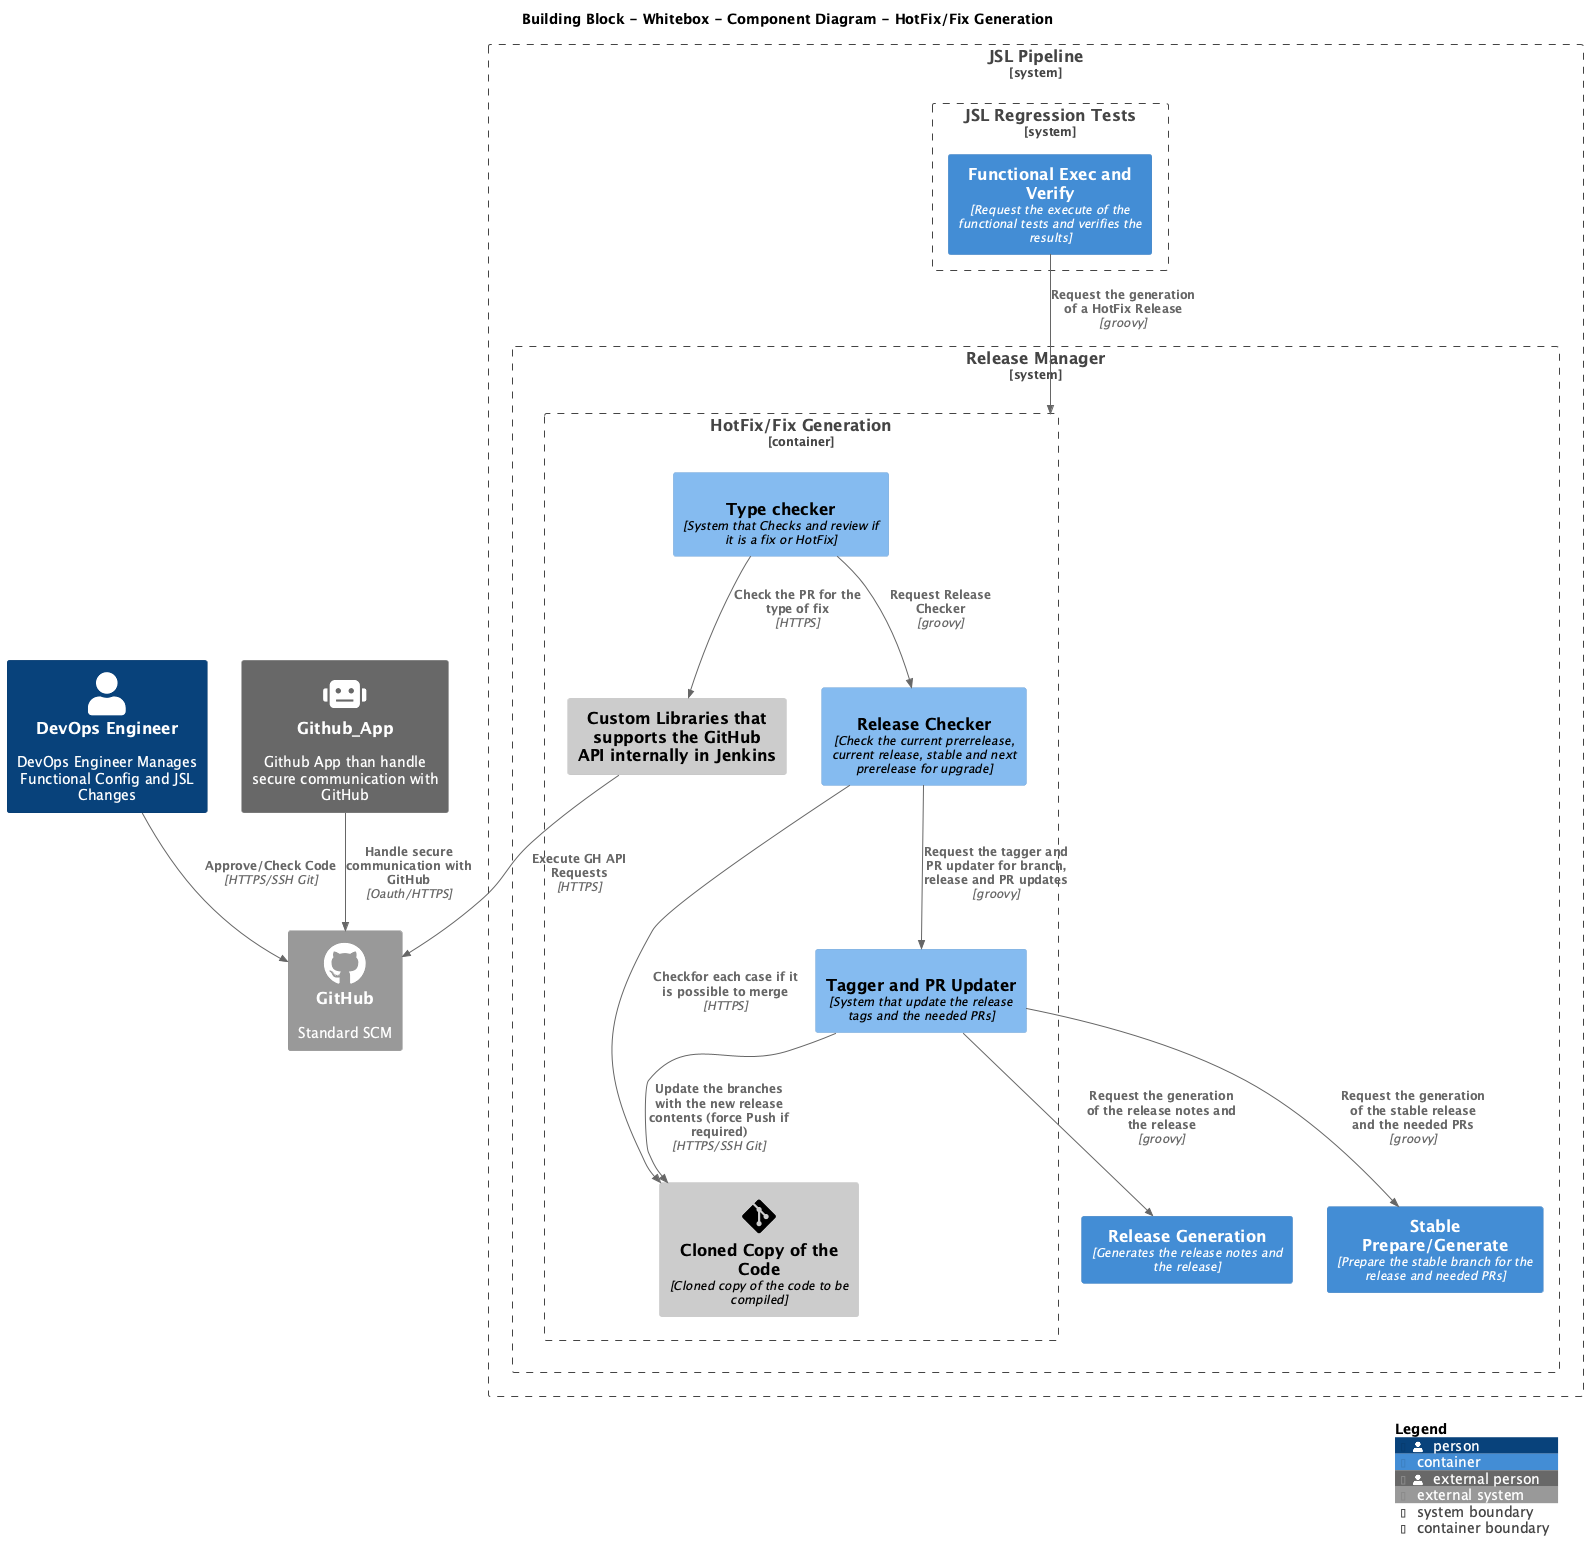 Building Block – Whitebox – Component Diagram – HotFix/Fix Generation
JSL Pipeline
[system]
JSL Regression Tests
[system]
Functional Exec and
Verify
[Request the execute of the
functional tests and verifies the
results]
Request the generation
of a HotFix Release
[groovy]
Release Manager
[system]
HotFix/Fix Generation
[container]
Type checker
[System that Checks and review if
it is a fix or HotFix]
Check the PR for the
type of fix
[HTTPS]
Request Release
Checker
[groovy]
DevOps Engineer
DevOps Engineer Manages
Functional Config and JSL
Changes
Github_App
Github App than handle
secure communication with
GitHub
Custom Libraries that
supports the GitHub
API internally in Jenkins
Release Checker
[Check the current prerrelease,
current release, stable and next
prerelease for upgrade]
Approve/Check Code
[HTTPS/SSH Git]
Handle secure
communication with
GitHub
[Oauth/HTTPS]
Execute GH API
Requests
[HTTPS]
Request the tagger and
PR updater for branch,
release and PR updates
[groovy]
GitHub
Standard SCM
Checkfor each case if it
is possible to merge
[HTTPS]
Tagger and PR Updater
[System that update the release
tags and the needed PRs]
Update the branches
with the new release
contents (force Push if
required)
[HTTPS/SSH Git]
Request the generation
of the release notes and
the release
[groovy]
Request the generation
of the stable release
and the needed PRs
[groovy]
Cloned Copy of the
Code
[Cloned copy of the code to be
compiled]
Release Generation
[Generates the release notes and
the release]
Stable
Prepare/Generate
[Prepare the stable branch for the
release and needed PRs]
Legend
person
container
external person
external system
system boundary
container boundary